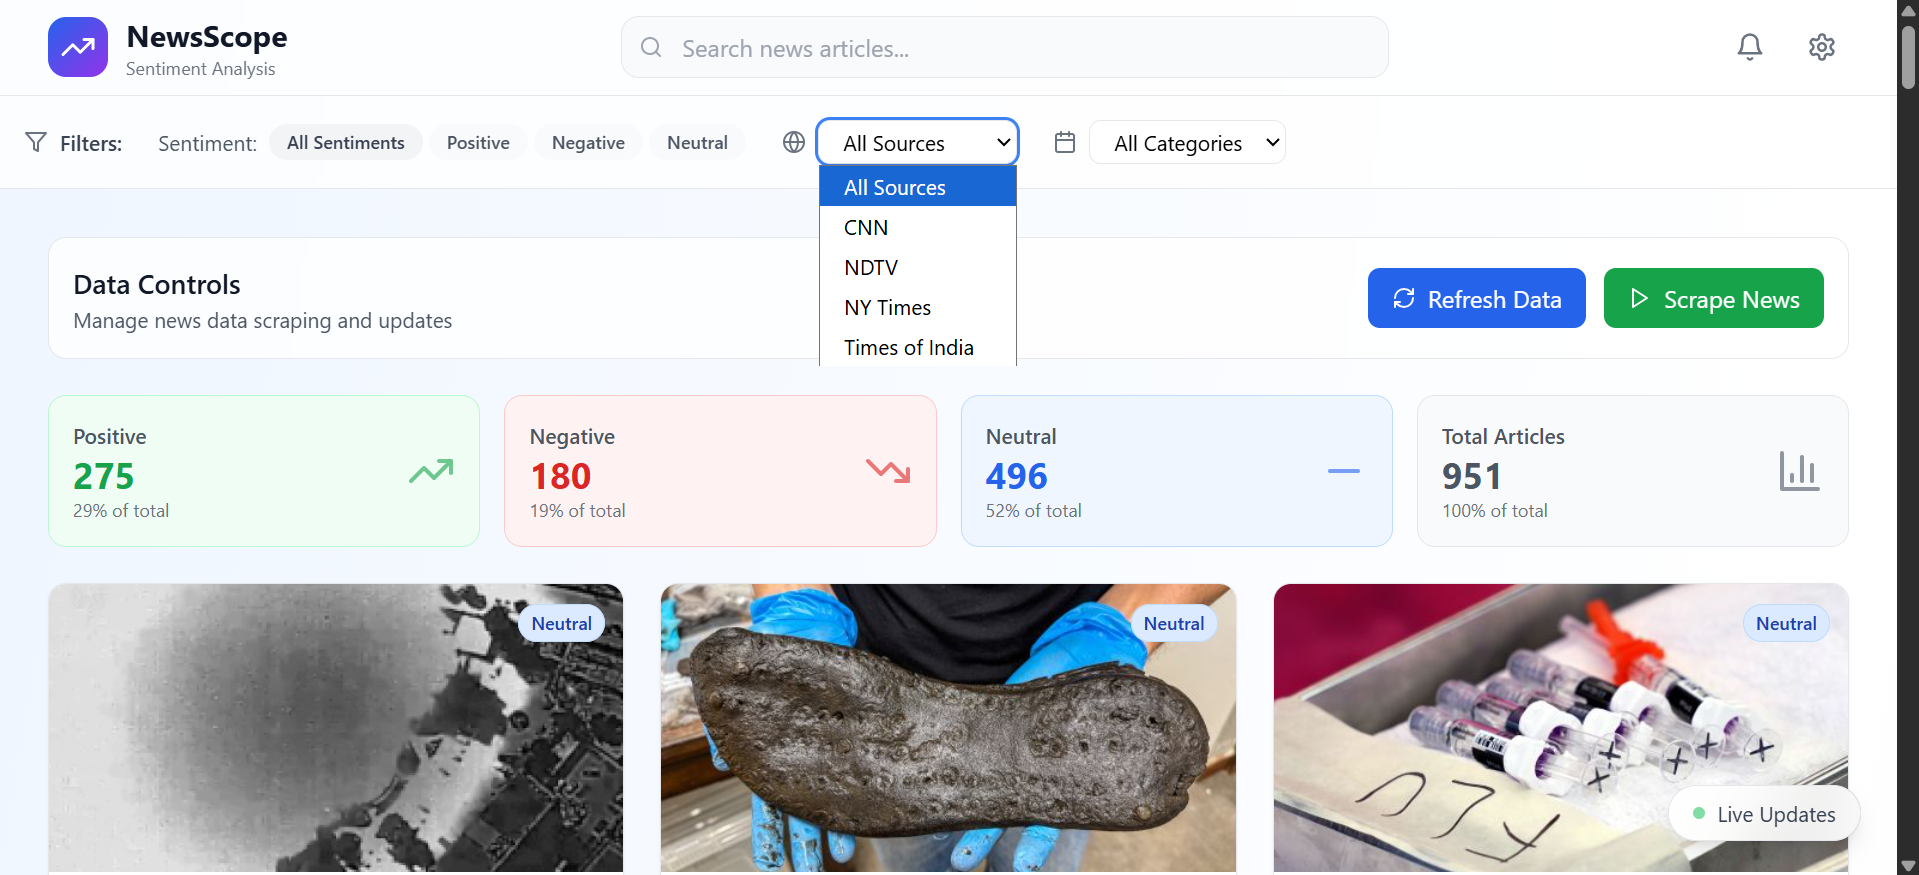 NewsScope
Sentiment Analysis
Search news articles...
Filters:
Sentiment:
All Sentiments
Positive
Negative
Neutral
All Sources
All Categories
All Sources
CNN
NDTV
NY Times
Times of India
Data Controls
Manage news data scraping and updates
Refresh Data
Scrape News
Positive
275
29% of total
Negative
180
19% of total
Neutral
496
52% of total
Total Articles
951
100% of total
Neutral
Neutral
Neutral
Live Updates